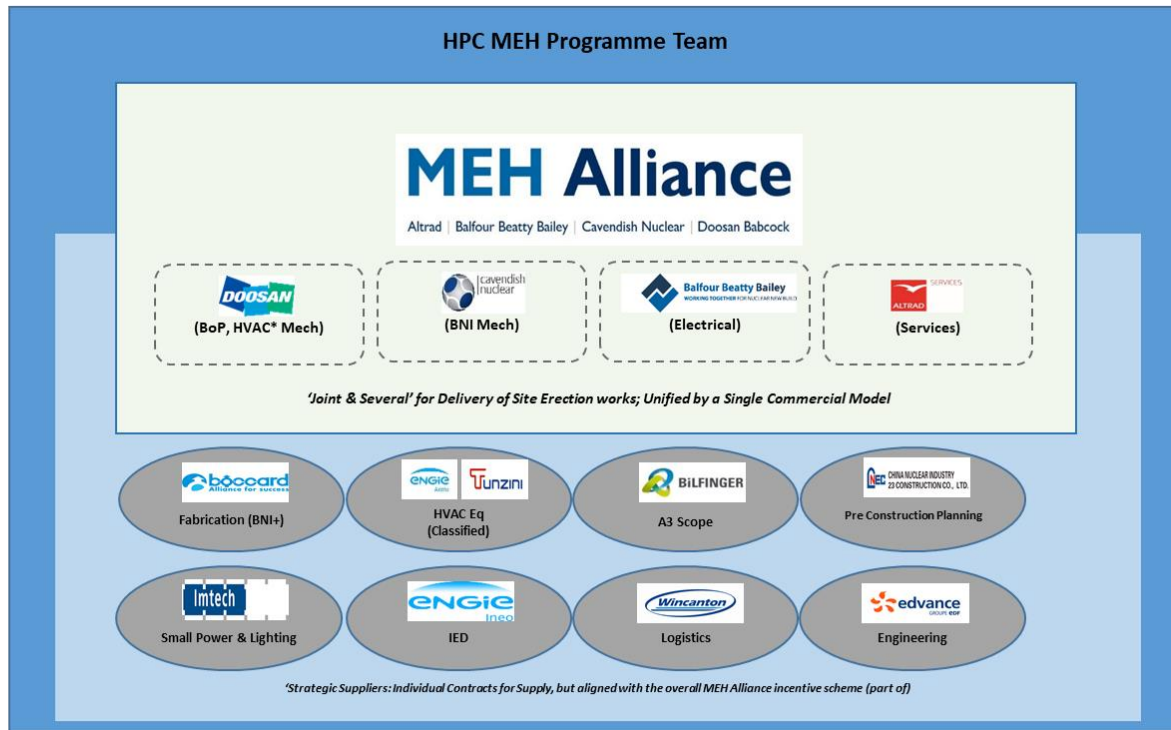 HPC MEH Programme Team
MEH Alliance
Altrad | Balfour Beatty Bailey | Cavendish Nuclear | Doosan Babcock
DOOSAN
(BoP, HVAC* Mech)
cavendish
nuclear
(BNI Mech)
Balfour Beatty Bailey
WORKING TOGETHER FOR NUCLEAR NEW BUILD
(Electrical)
SERVICES
ALTRAD
(Services)
'Joint & Several' for Delivery of Site Erection works; Unified by a Single Commercial Model
boccard
Alliance for success
Fabrication (BNI+)
ENGIE
Axima
Tunzini
HVAC Eq
(Classified)
BiLFINGER
A3 Scope
CNEC
CHINA NUCLEAR INDUSTRY
23 CONSTRUCTION CO., LTD.
Pre Construction Planning
Imtech
Small Power & Lighting
ENGIE
Ineo
IED
Wincanton
Logistics
edvance
GROUPE EDF
Engineering
'Strategic Suppliers: Individual Contracts for Supply, but aligned with the overall MEH Alliance incentive scheme (part of)